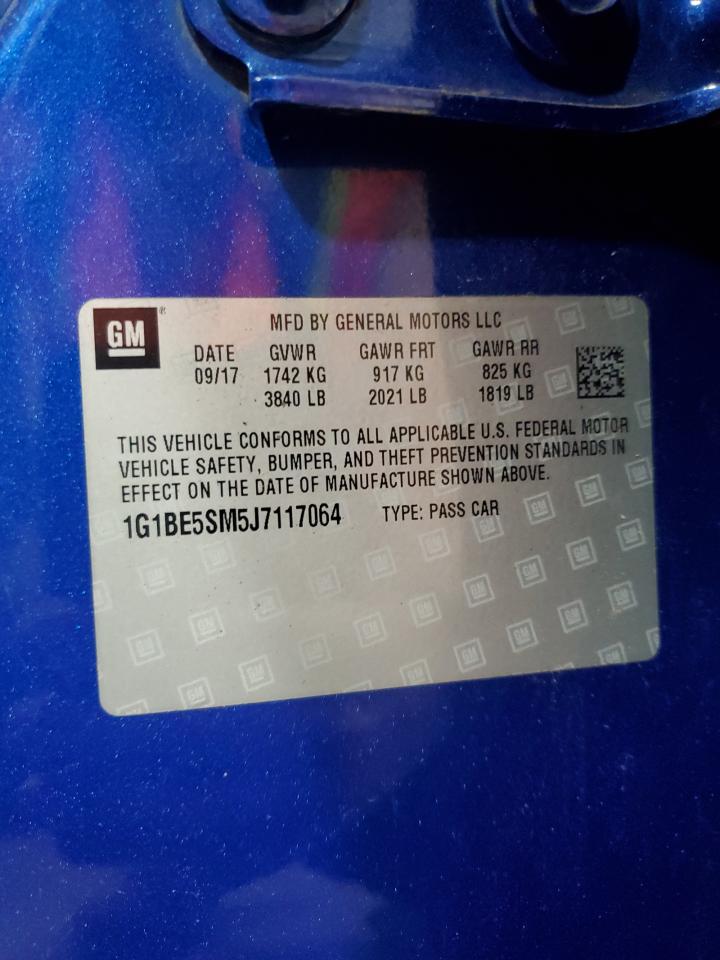 GM
MFD BY GENERAL MOTORS LLC
DATE GVWR GAWR FRT GAWR RR
09/17 1742 KG 917 KG 825 KG
3840 LB 2021 LB 1819 LB
THIS VEHICLE CONFORMS TO ALL APPLICABLE U.S. FEDERAL MOTOR
VEHICLE SAFETY, BUMPER, AND THEFT PREVENTION STANDARDS IN
EFFECT ON THE DATE OF MANUFACTURE SHOWN ABOVE.
1G1BE5SM5J7117064 TYPE: PASS CAR